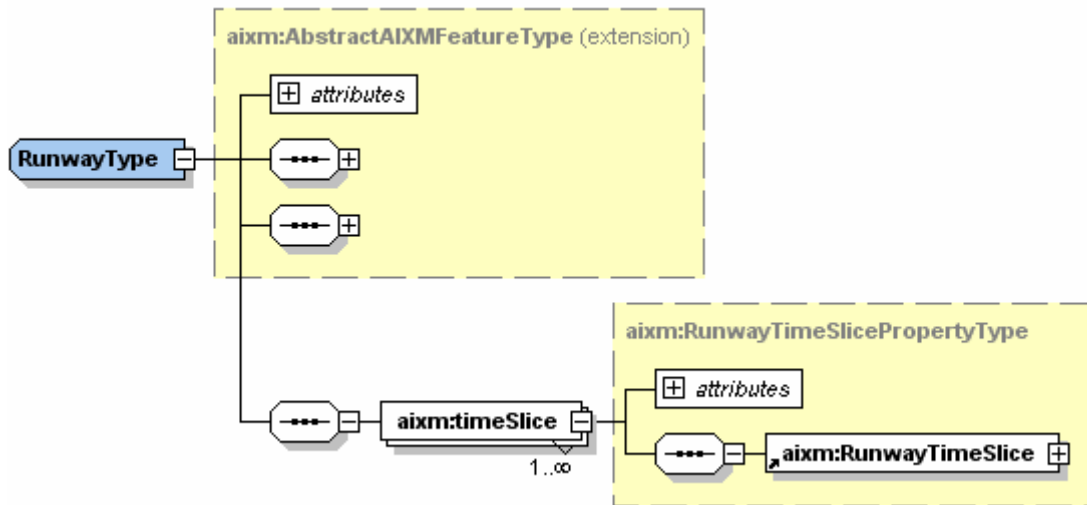 aixm:AbstractAIXMFeatureType (extension)
attributes
RunwayType
aixm:RunwayTimeSlicePropertyType
attributes
aixm:timeSlice
1..∞
aixm:RunwayTimeSlice